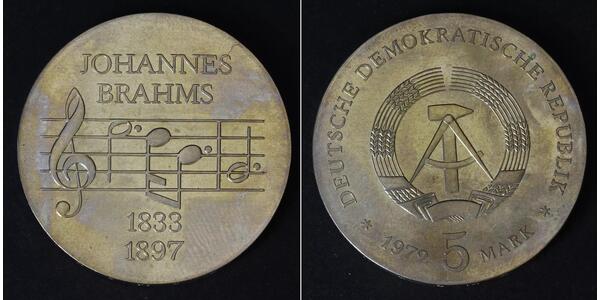 JOHANNES
BRAHMS
1833
1897
DEUTSCHE DEMOKRATISCHE REPUBLIK
* 1972 5 MARK *